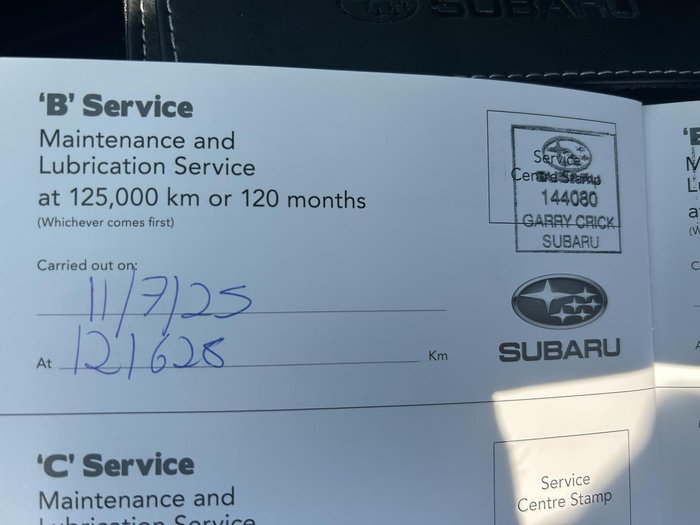 SUBARU
'B' Service
Maintenance and
Lubrication Service
at 125,000 km or 120 months
(Whichever comes first)
Service
Centre Stamp
144080
GARRY CRICK
SUBARU
Carried out on:
11/7/25
At 121628 Km
SUBARU
'C' Service
Maintenance and
Lubrication Service
Service
Centre Stamp